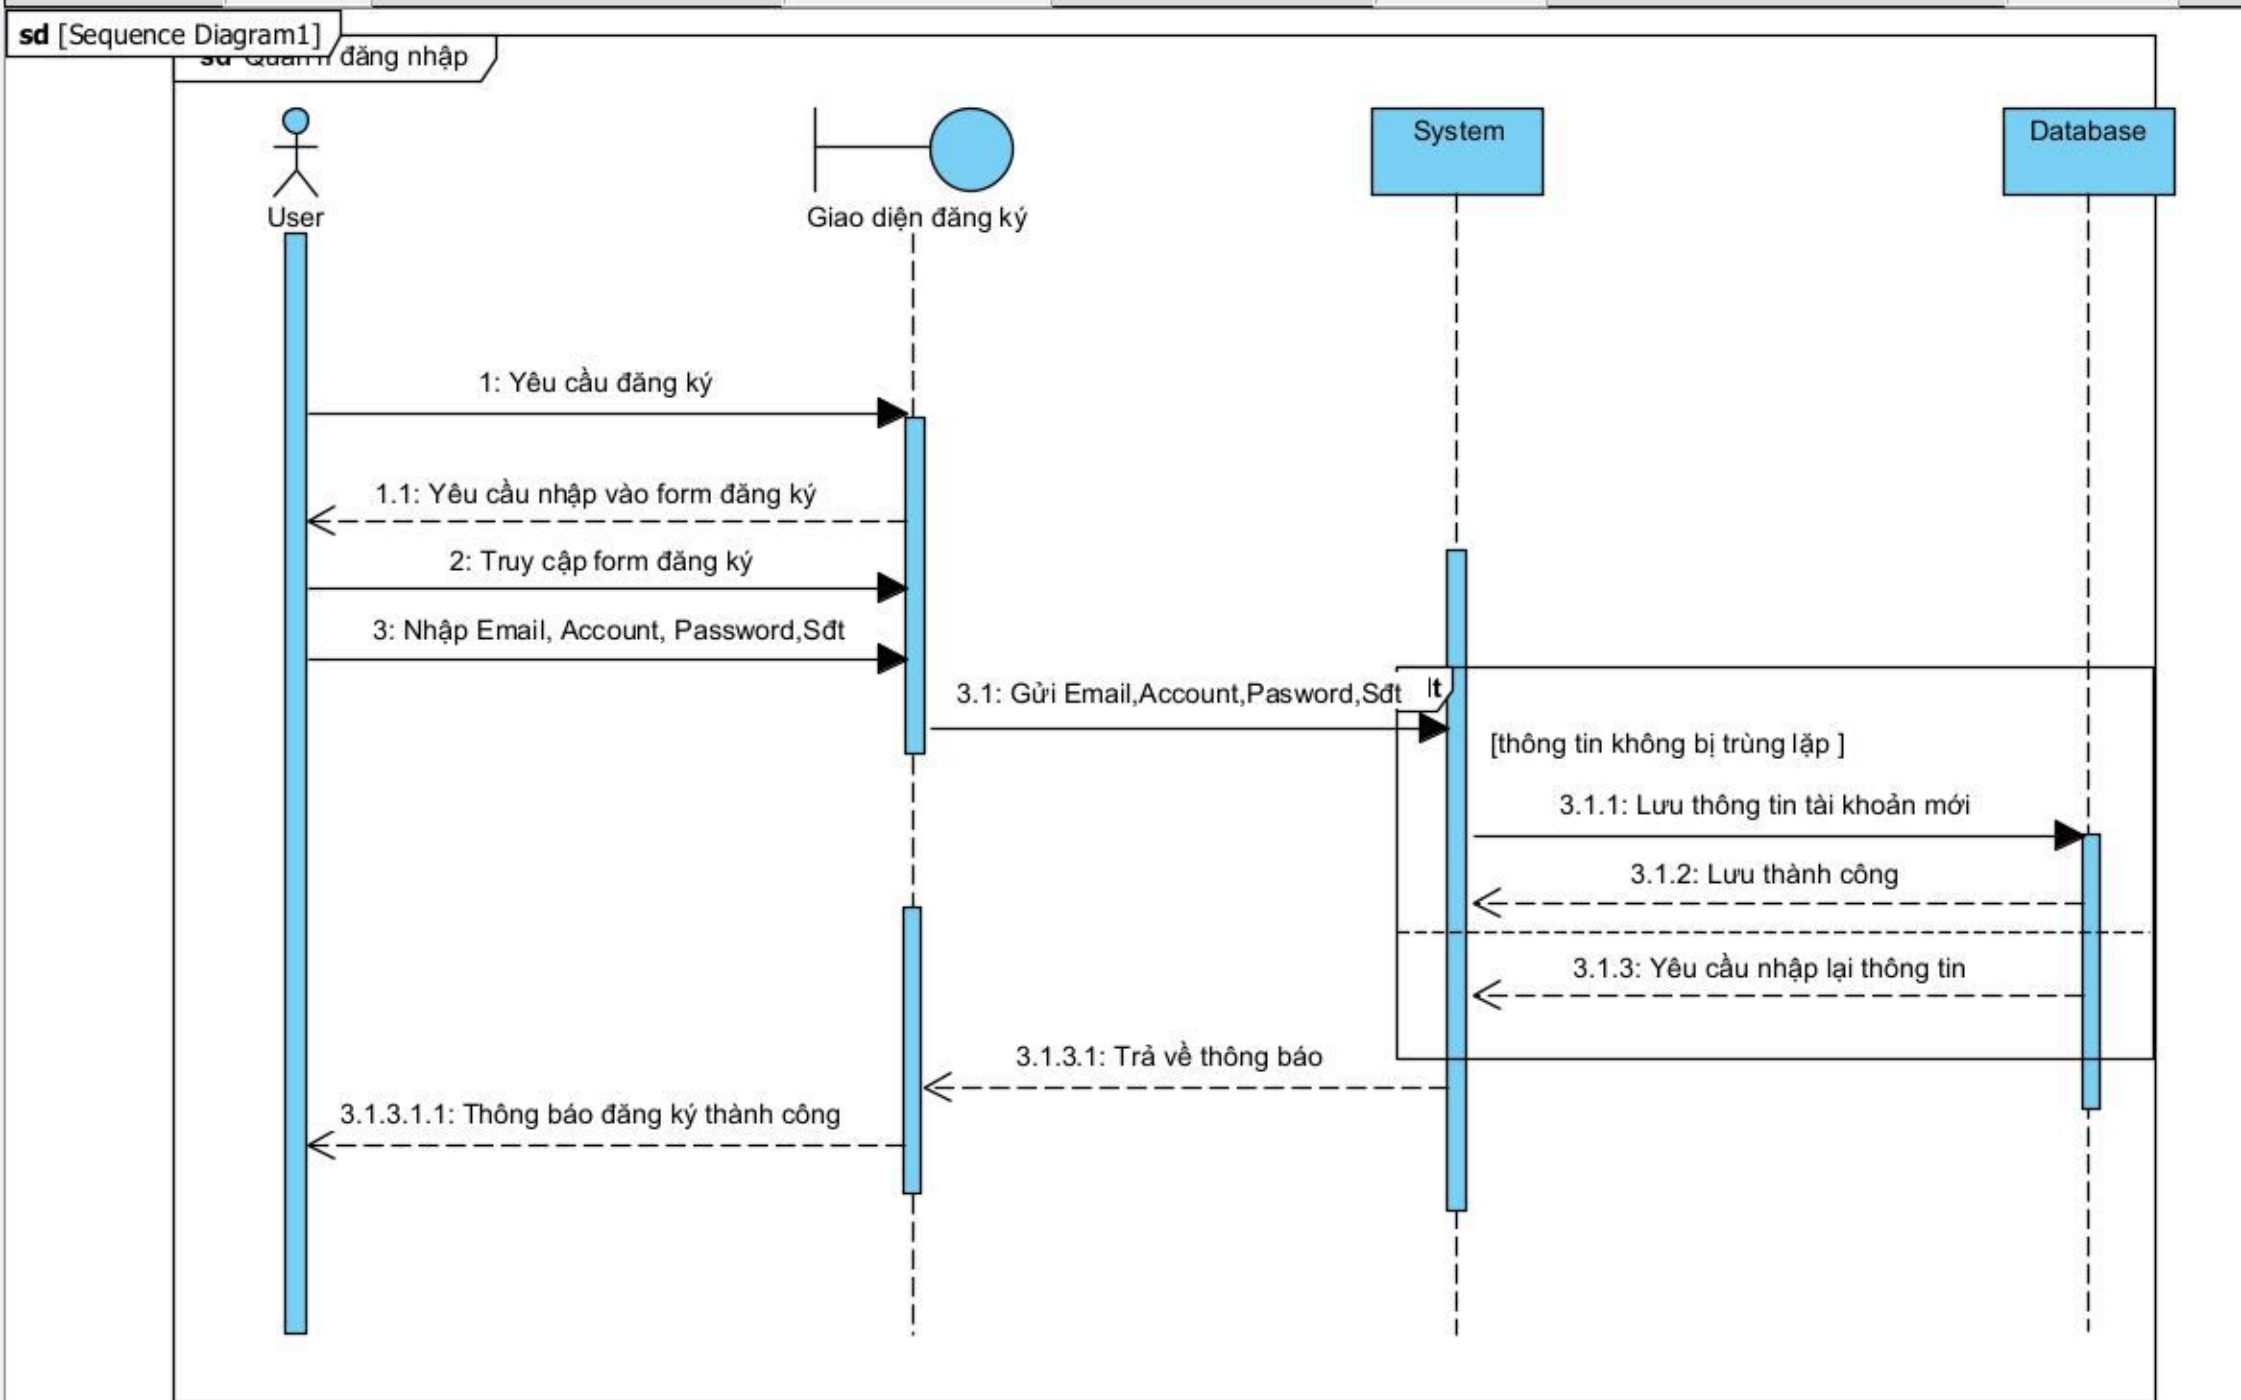 sd [Sequence Diagram1]
đăng nhập
User
Giao diện đăng ký
System
Database
1: Yêu cầu đăng ký
1.1: Yêu cầu nhập vào form đăng ký
2: Truy cập form đăng ký
3: Nhập Email, Account, Password,Sđt
3.1: Gửi Email,Account,Pasword,Sđt
[thông tin không bị trùng lặp ]
3.1.1: Lưu thông tin tài khoản mới
3.1.2: Lưu thành công
3.1.3: Yêu cầu nhập lại thông tin
3.1.3.1: Trả về thông báo
3.1.3.1.1: Thông báo đăng ký thành công